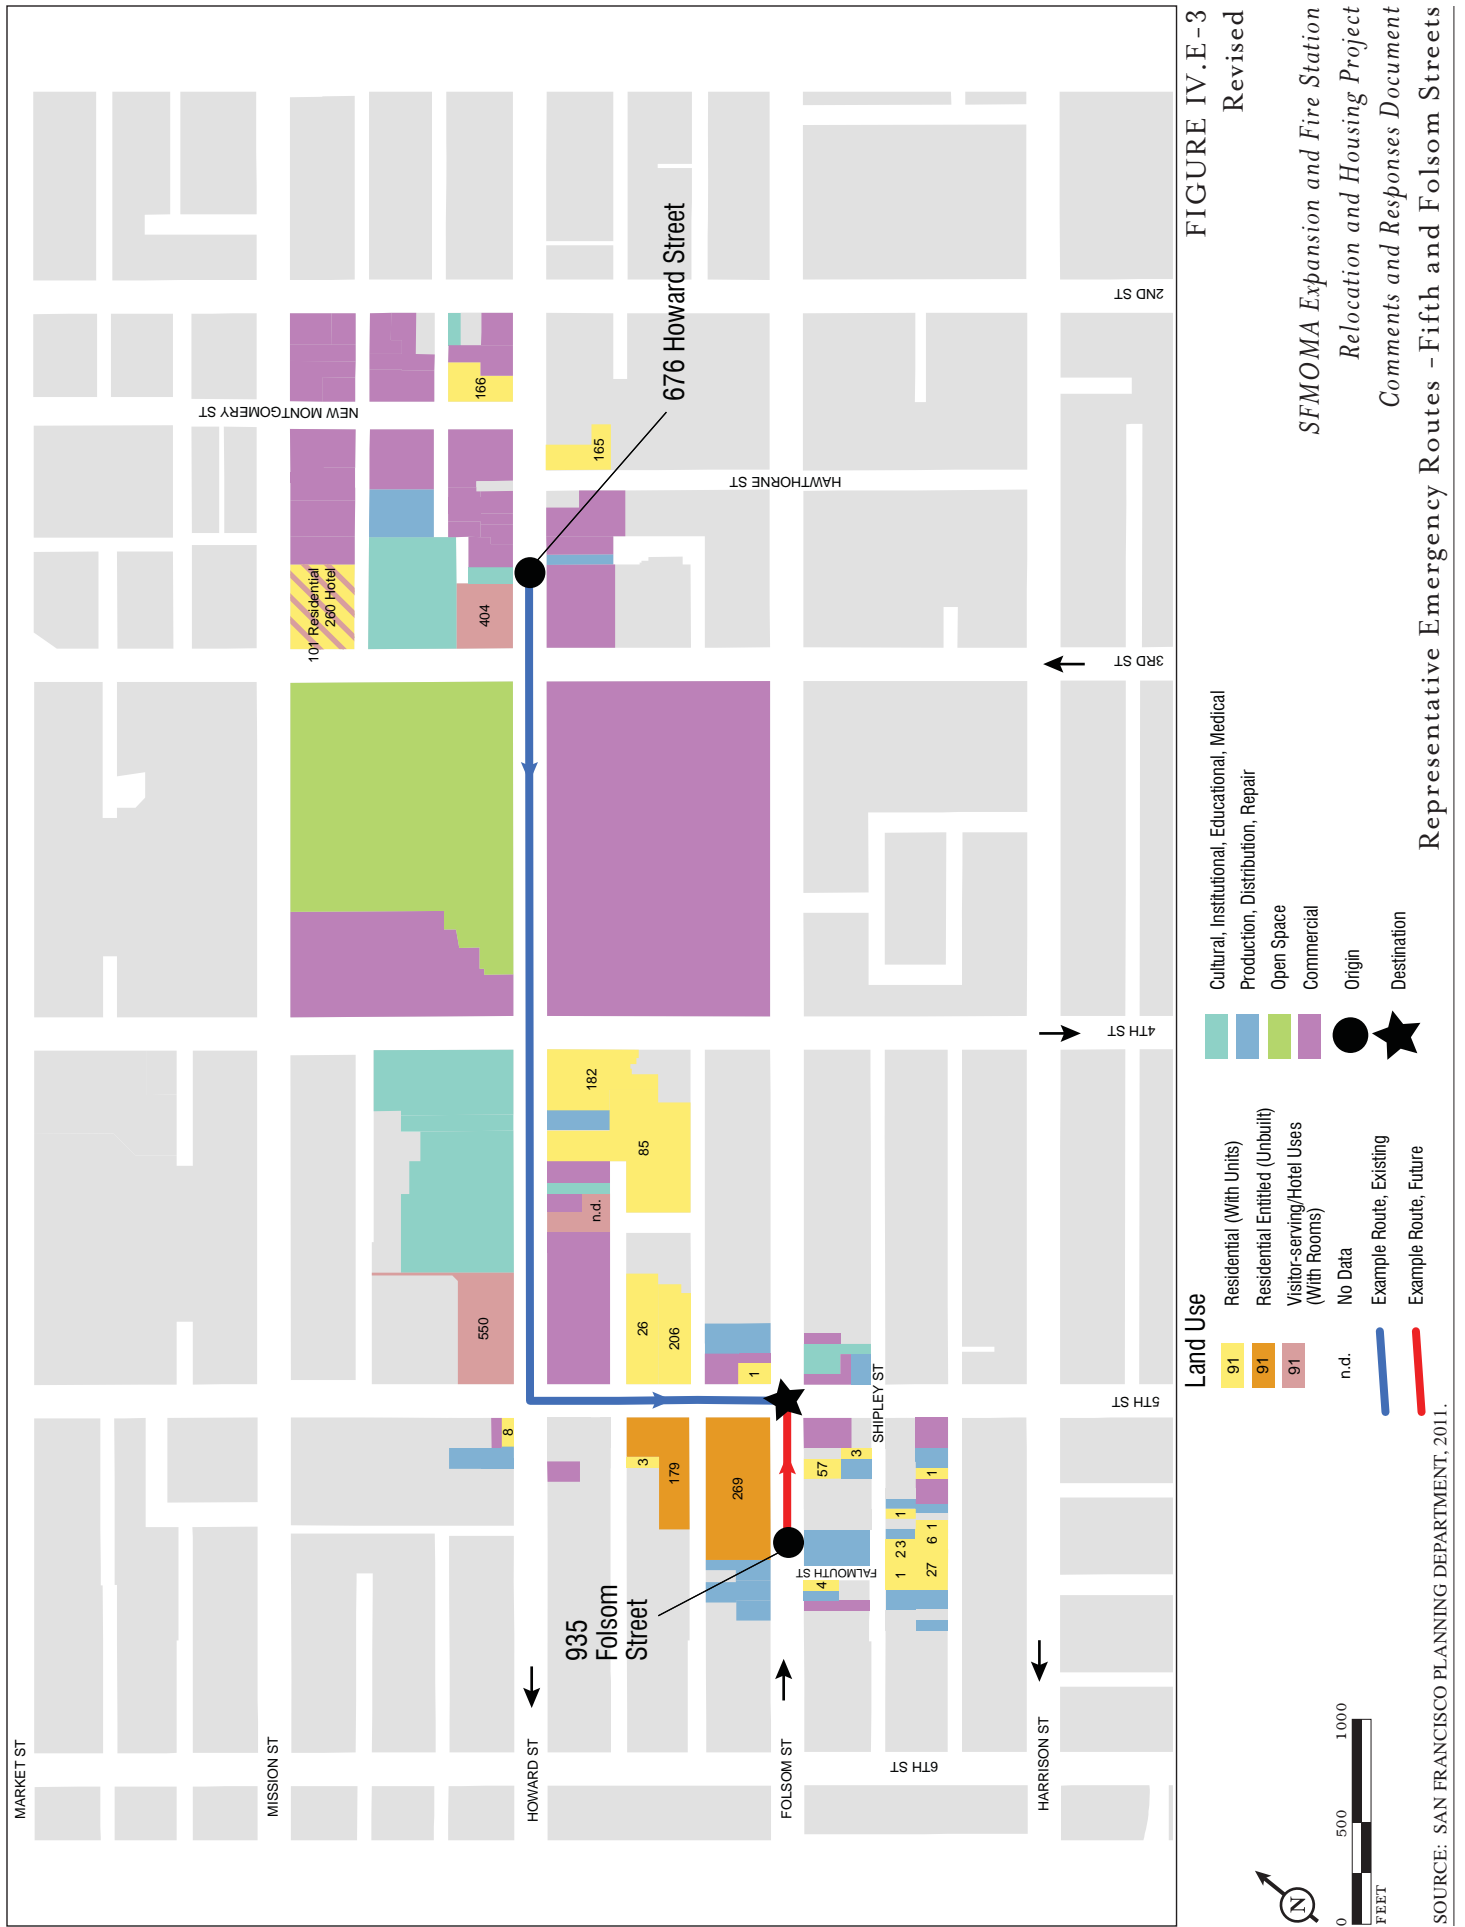 MARKET ST
MISSION ST
HOWARD ST
FOLSOM ST
HARRISON ST
6TH ST
5TH ST
4TH ST
3RD ST
2ND ST
NEW MONTGOMERY ST
HAWTHORNE ST
SHIPLEY ST
FALMOUTH ST
101 Residential
260 Hotel
404
166
165
676 Howard Street
550
182
85
n.d.
26
206
1
8
3
179
269
935
Folsom
Street
57
3
4
1
1
2 3
1
27
6 1
Land Use
91
Residential (With Units)
91
Residential Entitled (Unbuilt)
91
Visitor-serving/Hotel Uses
(With Rooms)
n.d.
No Data
Example Route, Existing
Example Route, Future
Cultural, Institutional, Educational, Medical
Production, Distribution, Repair
Open Space
Commercial
Origin
Destination
N
0
500
1000
FEET
SOURCE: SAN FRANCISCO PLANNING DEPARTMENT, 2011.
FIGURE IV.E-3
Revised
SFMOMA Expansion and Fire Station
Relocation and Housing Project
Comments and Responses Document
Representative Emergency Routes - Fifth and Folsom Streets